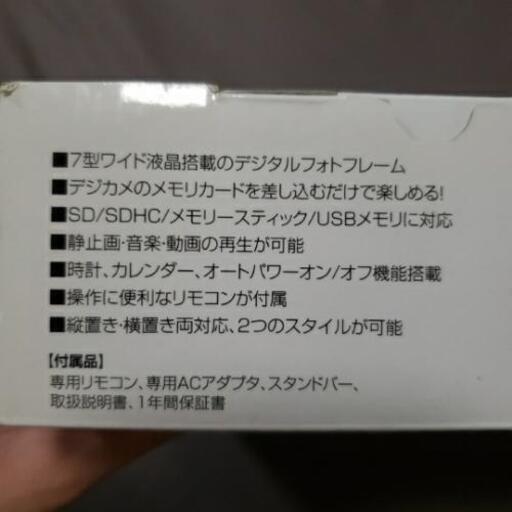 ■7型ワイド液晶搭載のデジタルフォトフレーム
■デジカメのメモリカードを差し込むだけで楽しめる!
■SD/SDHC/メモリースティック/USBメモリに対応
■静止画・音楽・動画の再生が可能
■時計、カレンダー、オートパワーオン/オフ機能搭載
■操作に便利なリモコンが付属
■縦置き・横置き両対応、2つのスタイルが可能
【付属品】
専用リモコン、専用ACアダプタ、スタンドバー、
取扱説明書、1年間保証書